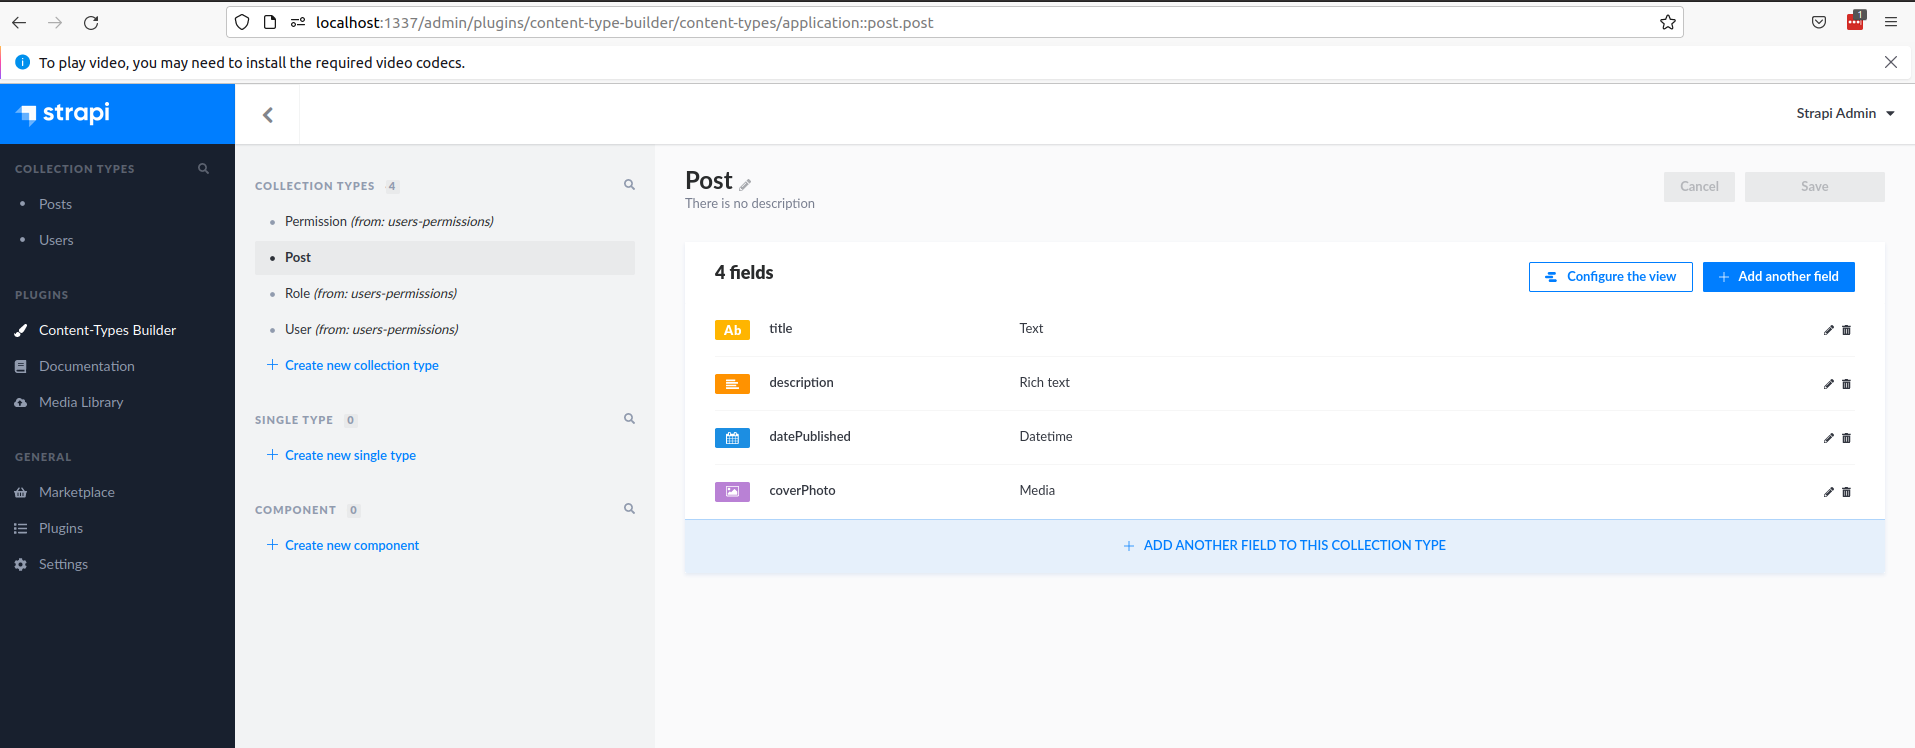 localhost:1337/admin/plugins/content-type-builder/content-types/application::post.post
1
To play video, you may need to install the required video codecs.
strapi
Strapi Admin
COLLECTION TYPES
Posts
Users
PLUGINS
Content-Types Builder
Documentation
Media Library
GENERAL
Marketplace
Plugins
Settings
COLLECTION TYPES 4
Permission (from: users-permissions)
Post
Role (from: users-permissions)
User (from: users-permissions)
Create new collection type
SINGLE TYPE 0
Create new single type
COMPONENT 0
Create new component
Post
There is no description
Cancel
Save
4 fields
Configure the view
Add another field
Ab title Text
description Rich text
datePublished Datetime
coverPhoto Media
ADD ANOTHER FIELD TO THIS COLLECTION TYPE